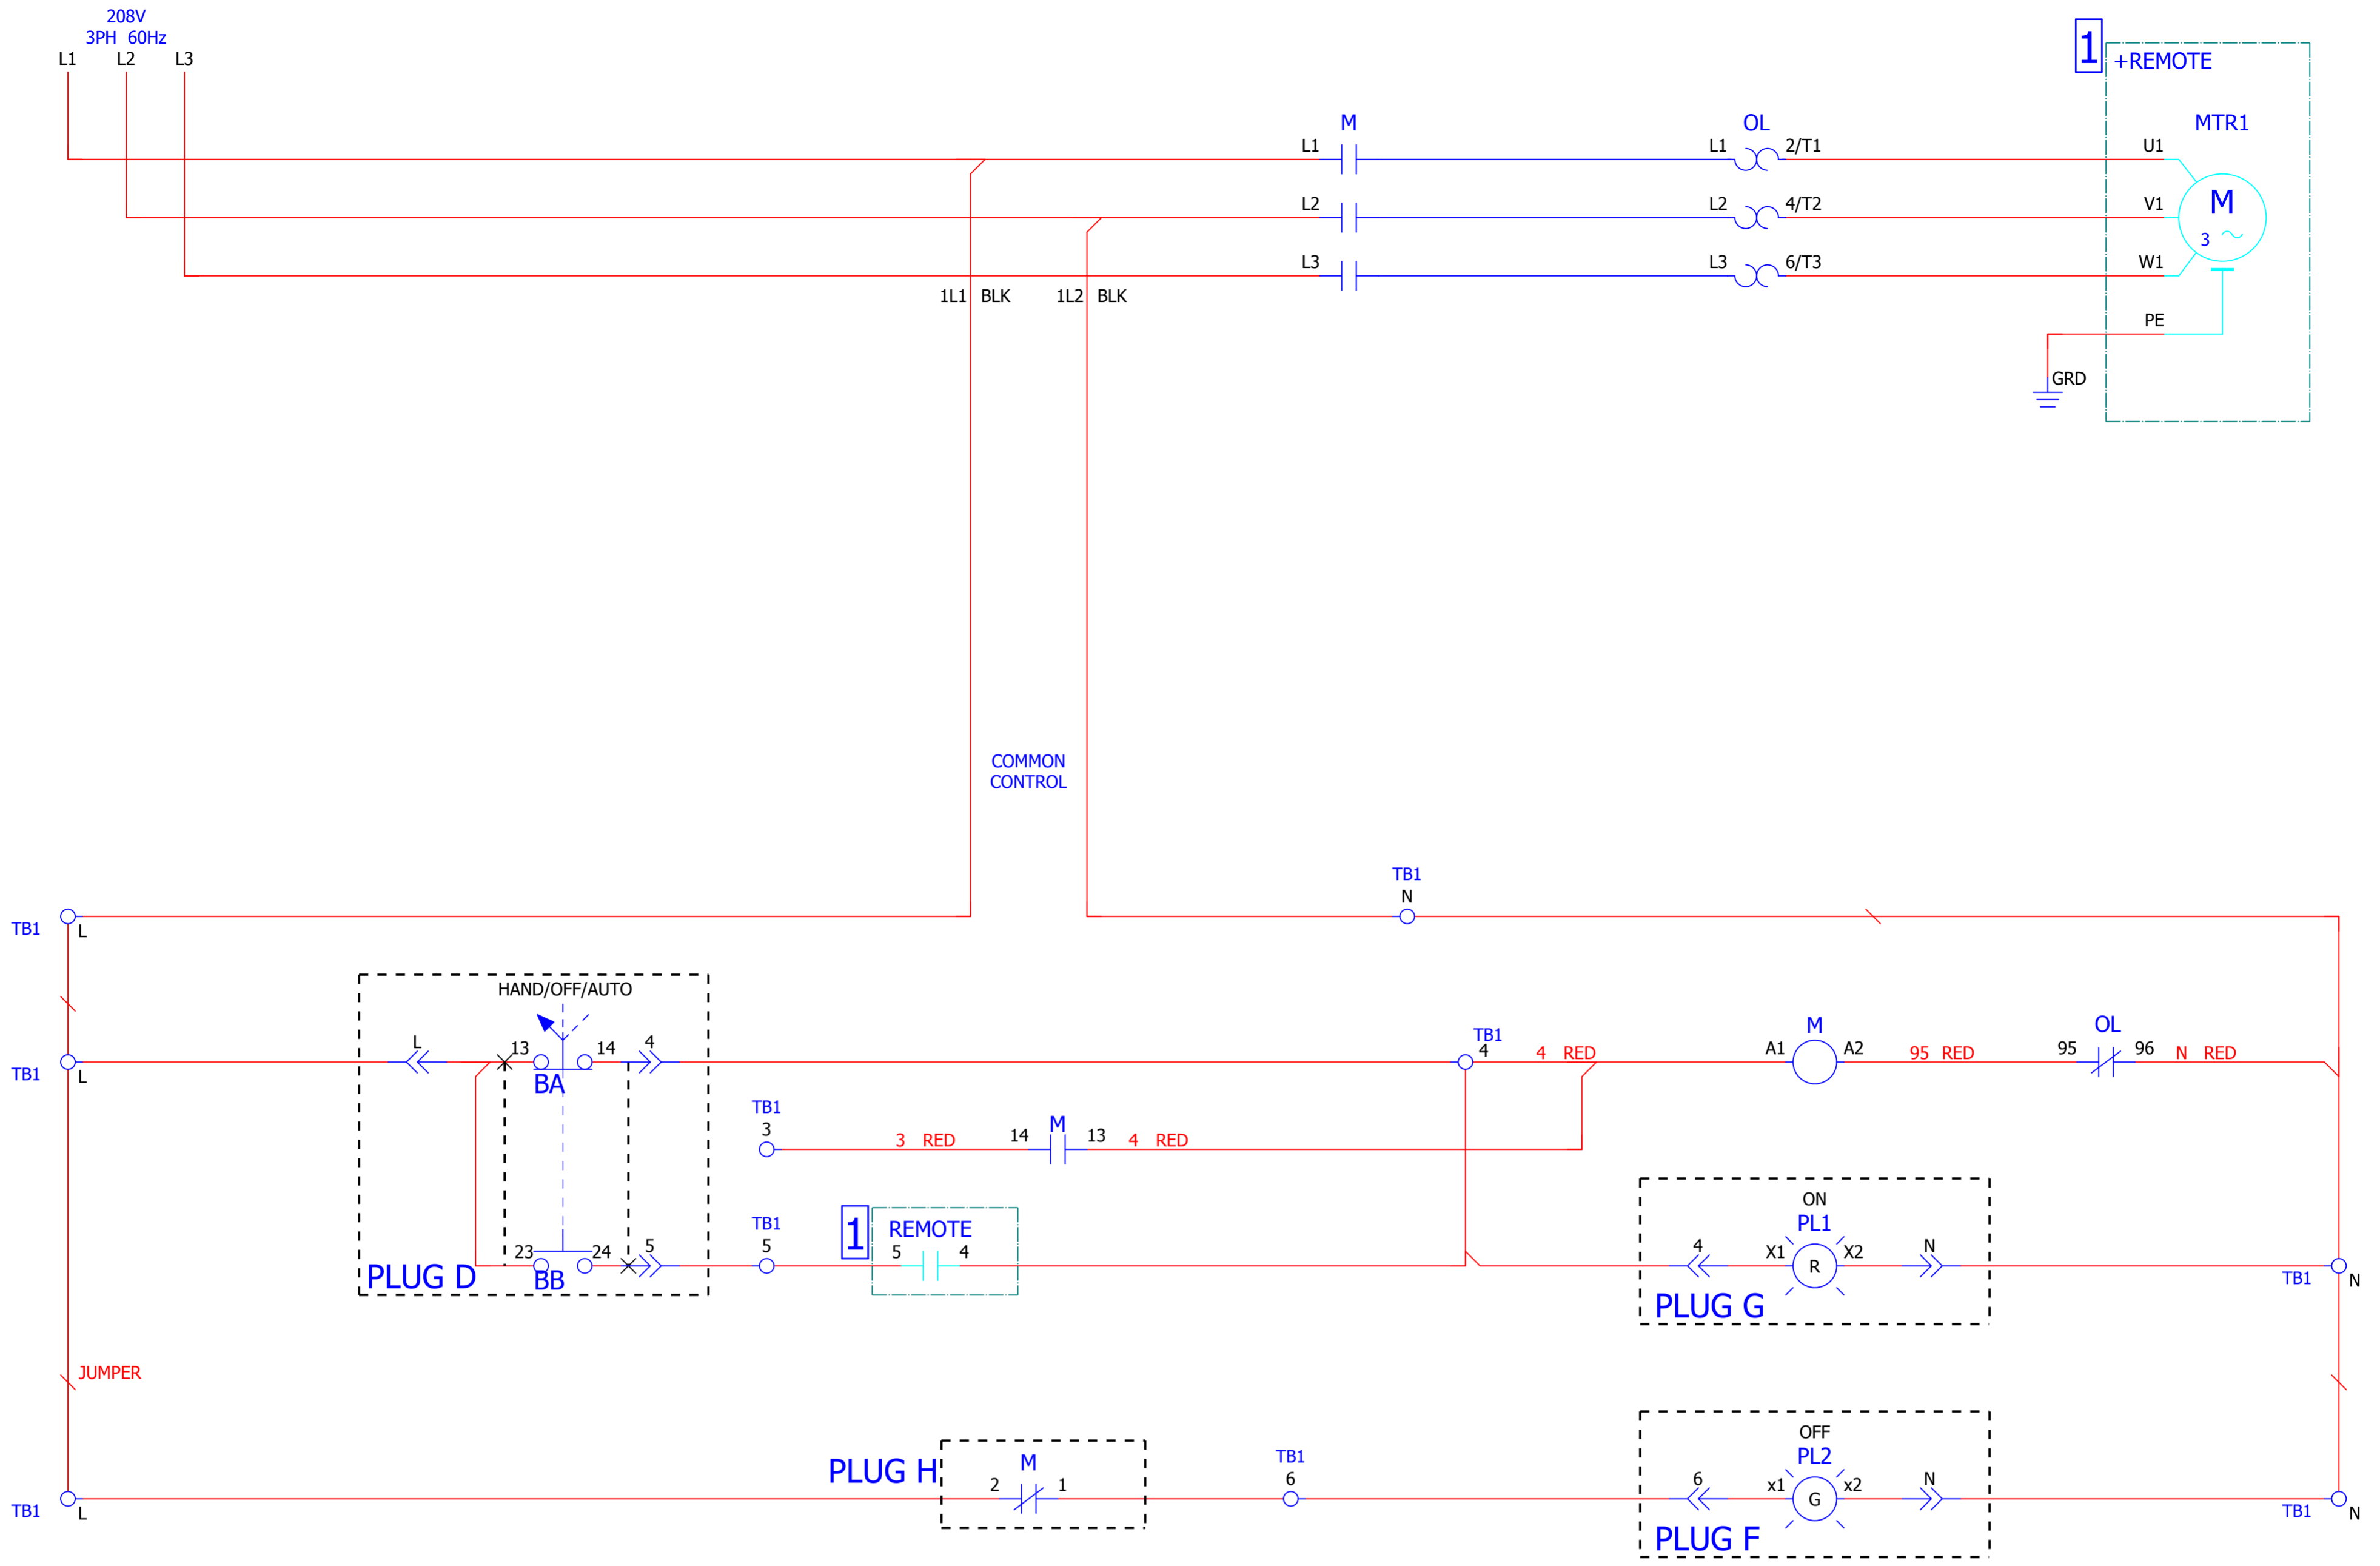 208V
3PH 60Hz
L1 L2 L3
1
+REMOTE
M OL MTR1
L1 L1 2/T1 U1
L2 L2 4/T2 V1
M
3
L3 L3 6/T3 W1
1L1 BLK 1L2 BLK
PE
GRD
COMMON
CONTROL
TB1
N
TB1 L
HAND/OFF/AUTO
L 13 14 4
BA
TB1 L
TB1
4
4 RED
M
A1 A2
95 RED
OL
95 96
N RED
TB1
3
3 RED
M
14 13
4 RED
TB1
5
1
REMOTE
5 4
23 24 5
BB
PLUG D
ON
PL1
4 X1 R X2 N
PLUG G
TB1 N
JUMPER
PLUG H
M
2 1
TB1
6
OFF
PL2
6 x1 G x2 N
PLUG F
TB1 L
TB1 N